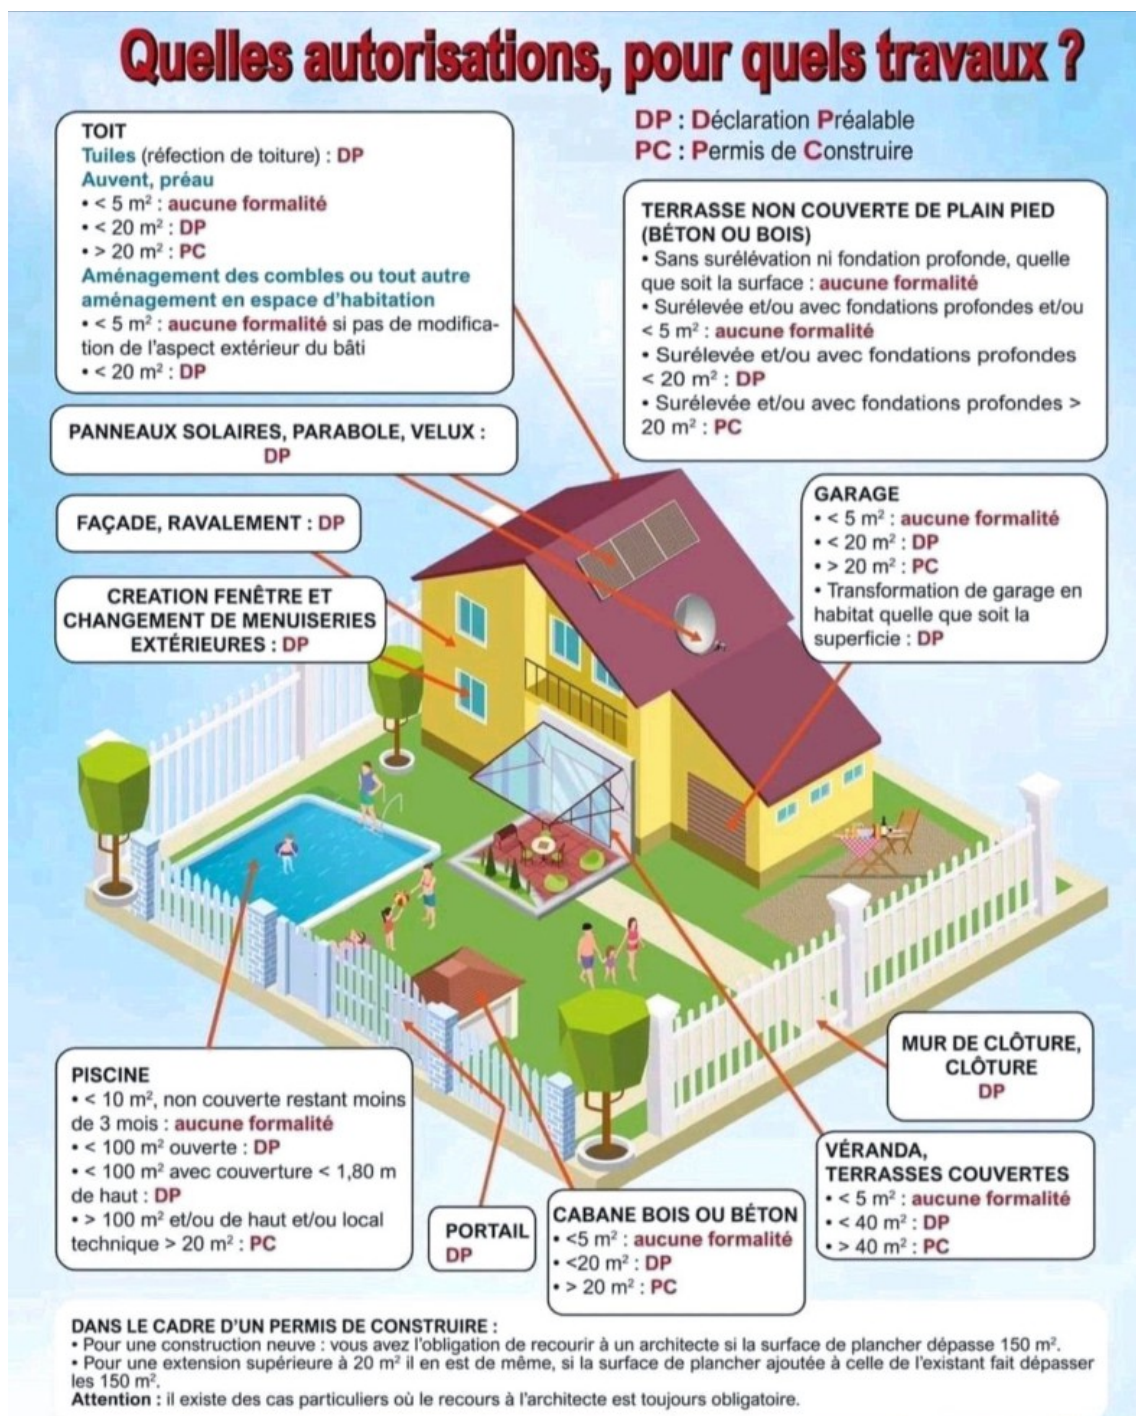 Quelles autorisations, pour quels travaux ?
DP : Déclaration Préalable
PC : Permis de Construire
TOIT
Tuiles (réfection de toiture) : DP
Auvent, préau
• < 5 m² : aucune formalité
• < 20 m² : DP
• > 20 m² : PC
Aménagement des combles ou tout autre
aménagement en espace d'habitation
• < 5 m² : aucune formalité si pas de modifica-
tion de l'aspect extérieur du bâti
• < 20 m² : DP
TERRASSE NON COUVERTE DE PLAIN PIED
(BÉTON OU BOIS)
• Sans surélévation ni fondation profonde, quelle
que soit la surface : aucune formalité
• Surélevée et/ou avec fondations profondes et/ou
< 5 m² : aucune formalité
• Surélevée et/ou avec fondations profondes
< 20 m² : DP
• Surélevée et/ou avec fondations profondes >
20 m² : PC
PANNEAUX SOLAIRES, PARABOLE, VELUX :
DP
FAÇADE, RAVALEMENT : DP
GARAGE
• < 5 m² : aucune formalité
• < 20 m² : DP
• > 20 m² : PC
• Transformation de garage en
habitat quelle que soit la
superficie : DP
CREATION FENÊTRE ET
CHANGEMENT DE MENUISERIES
EXTÉRIEURES : DP
MUR DE CLÔTURE,
CLÔTURE
DP
PISCINE
• < 10 m², non couverte restant moins
de 3 mois : aucune formalité
• < 100 m² ouverte : DP
• < 100 m² avec couverture < 1,80 m
de haut : DP
• > 100 m² et/ou de haut et/ou local
technique > 20 m² : PC
PORTAIL
DP
CABANE BOIS OU BÉTON
• <5 m² : aucune formalité
• <20 m² : DP
• > 20 m² : PC
VÉRANDA,
TERRASSES COUVERTES
• < 5 m² : aucune formalité
• < 40 m² : DP
• > 40 m² : PC
DANS LE CADRE D'UN PERMIS DE CONSTRUIRE :
• Pour une construction neuve : vous avez l'obligation de recourir à un architecte si la surface de plancher dépasse 150 m².
• Pour une extension supérieure à 20 m² il en est de même, si la surface de plancher ajoutée à celle de l'existant fait dépasser
les 150 m².
Attention : il existe des cas particuliers où le recours à l'architecte est toujours obligatoire.